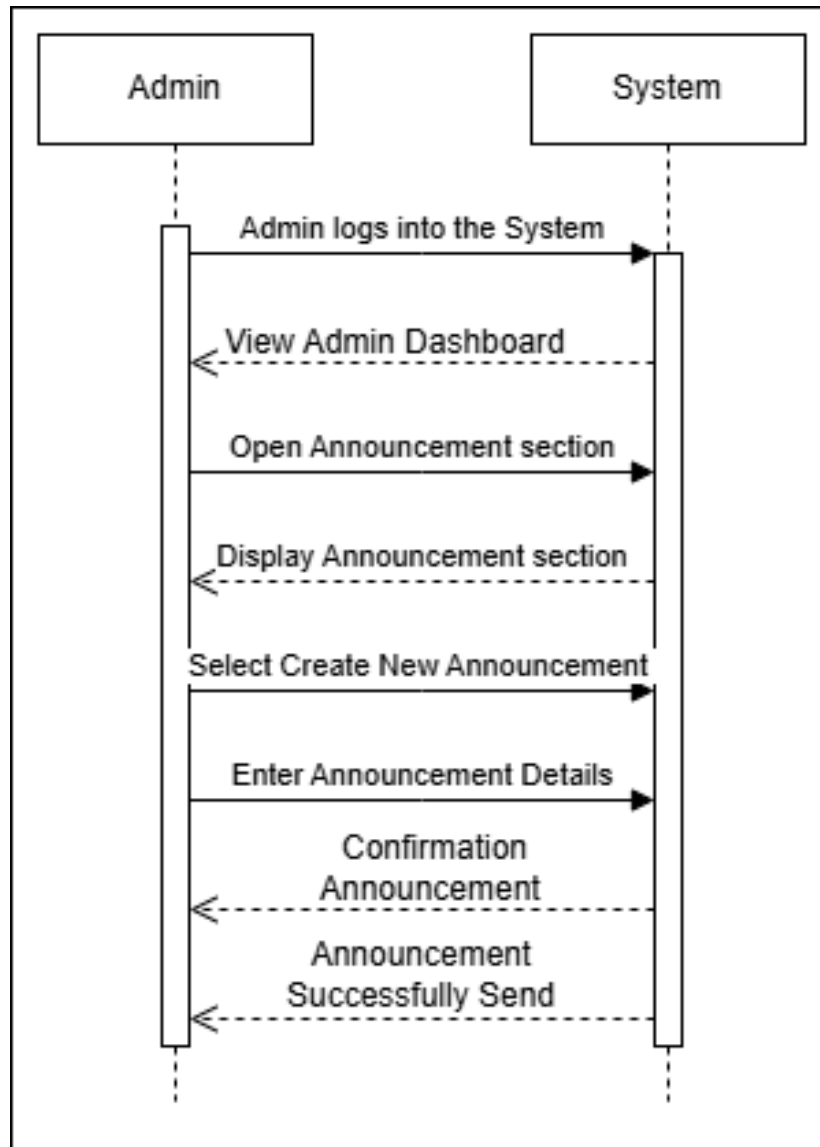 Admin
System
Admin logs into the System
View Admin Dashboard
Open Announcement section
Display Announcement section
Select Create New Announcement
Enter Announcement Details
Confirmation
Announcement
Announcement
Successfully Send